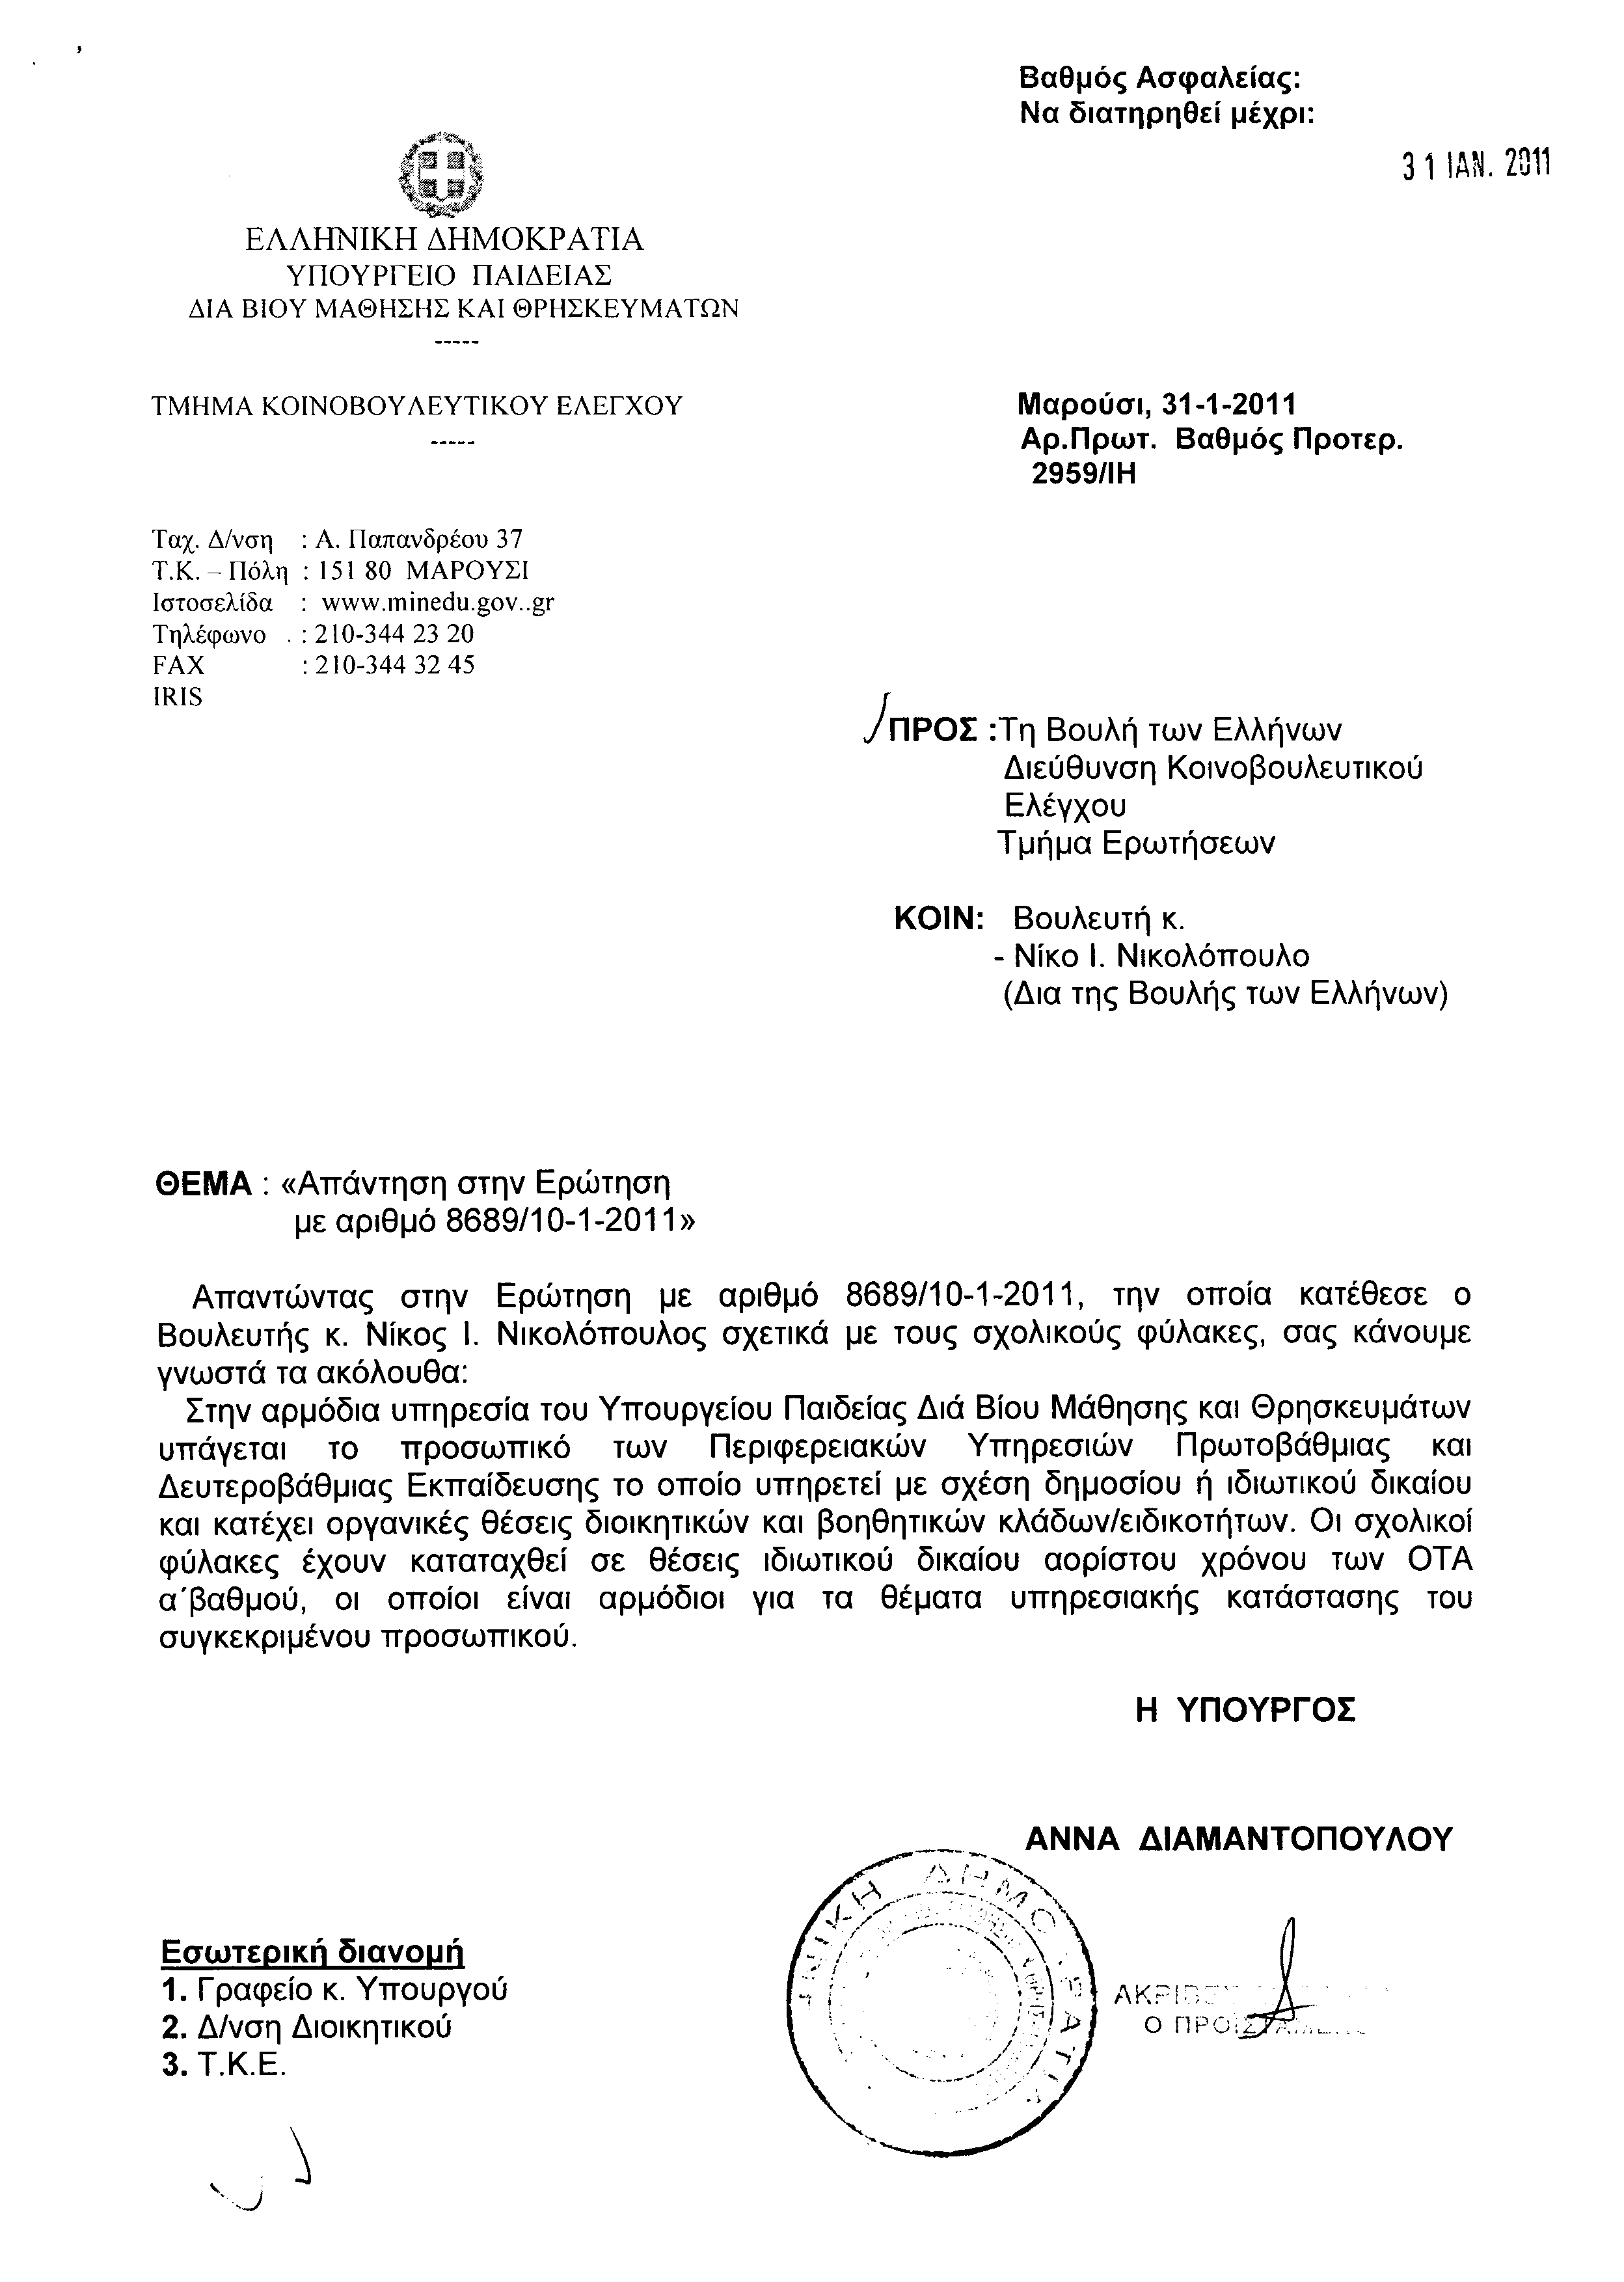 Βαθμός Ασφαλείας:
Να διατηρηθεί μέχρι:
31 ΙΑΝ. 2011
ΕΛΛΗΝΙΚΗ ΔΗΜΟΚΡΑΤΙΑ
ΥΠΟΥΡΓΕΙΟ ΠΑΙΔΕΙΑΣ
ΔΙΑ ΒΙΟΥ ΜΑΘΗΣΗΣ ΚΑΙ ΘΡΗΣΚΕΥΜΑΤΩΝ
-----
ΤΜΗΜΑ ΚΟΙΝΟΒΟΥΛΕΥΤΙΚΟΥ ΕΛΕΓΧΟΥ
-----
Μαρούσι, 31-1-2011
Αρ.Πρωτ. Βαθμός Προτερ.
2959/ΙΗ
Ταχ. Δ/νση : Α. Παπανδρέου 37
Τ.Κ. – Πόλη : 151 80 ΜΑΡΟΥΣΙ
Ιστοσελίδα : www.minedu.gov..gr
Τηλέφωνο . : 210-344 23 20
FAX : 210-344 32 45
IRIS
ΠΡΟΣ :Τη Βουλή των Ελλήνων
Διεύθυνση Κοινοβουλευτικού
Ελέγχου
Τμήμα Ερωτήσεων
ΚΟΙΝ: Βουλευτή κ.
- Νίκο Ι. Νικολόπουλο
(Δια της Βουλής των Ελλήνων)
ΘΕΜΑ : «Απάντηση στην Ερώτηση
με αριθμό 8689/10-1-2011»
Απαντώντας στην Ερώτηση με αριθμό 8689/10-1-2011, την οποία κατέθεσε ο
Βουλευτής κ. Νίκος Ι. Νικολόπουλος σχετικά με τους σχολικούς φύλακες, σας κάνουμε
γνωστά τα ακόλουθα:
Στην αρμόδια υπηρεσία του Υπουργείου Παιδείας Διά Βίου Μάθησης και Θρησκευμάτων
υπάγεται το προσωπικό των Περιφερειακών Υπηρεσιών Πρωτοβάθμιας και
Δευτεροβάθμιας Εκπαίδευσης το οποίο υπηρετεί με σχέση δημοσίου ή ιδιωτικού δικαίου
και κατέχει οργανικές θέσεις διοικητικών και βοηθητικών κλάδων/ειδικοτήτων. Οι σχολικοί
φύλακες έχουν καταταχθεί σε θέσεις ιδιωτικού δικαίου αορίστου χρόνου των ΟΤΑ
α΄βαθμού, οι οποίοι είναι αρμόδιοι για τα θέματα υπηρεσιακής κατάστασης του
συγκεκριμένου προσωπικού.
Η ΥΠΟΥΡΓΟΣ
ΑΝΝΑ ΔΙΑΜΑΝΤΟΠΟΥΛΟΥ
Εσωτερική διανομή
1. Γραφείο κ. Υπουργού
2. Δ/νση Διοικητικού
3. Τ.Κ.Ε.